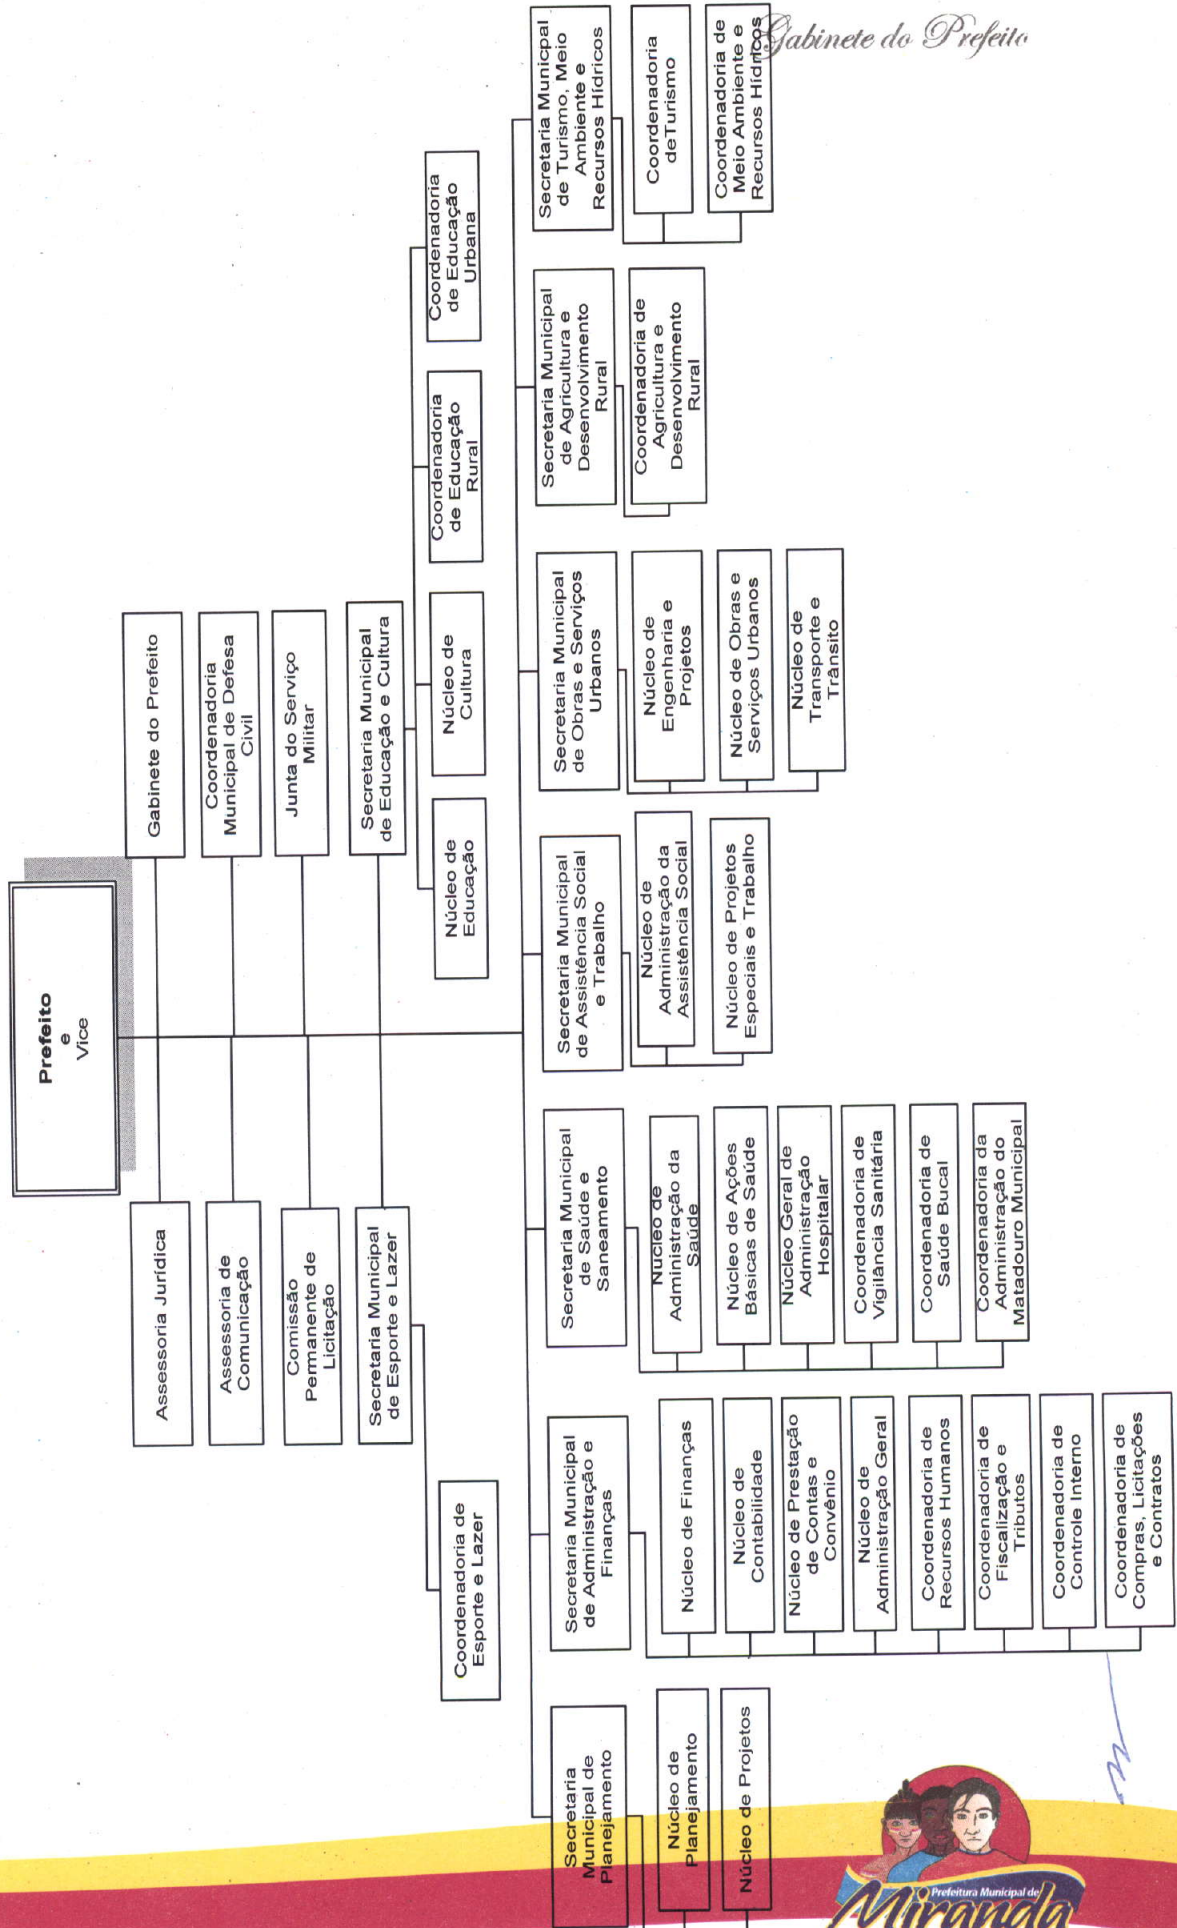 Gabinete do Prefeito
Prefeito
e
Vice
Assessoria Jurídica
Gabinete do Prefeito
Assessoria de
Comunicação
Coordenadoria
Municipal de Defesa
Civil
Comissão
Permanente de
Licitação
Junta do Serviço
Militar
Secretaria Municipal
de Esporte e Lazer
Secretaria Municipal
de Educação e Cultura
Coordenadoria de
Esporte e Lazer
Núcleo de
Educação
Núcleo de
Cultura
Coordenadoria
de Educação
Rural
Coordenadoria
de Educação
Urbana
Secretaria
Municipal de
Planejamento
Núcleo de
Planejamento
Núcleo de Projetos
Secretaria Municipal
de Administração e
Finanças
Núcleo de Finanças
Núcleo de
Contabilidade
Núcleo de Prestação
de Contas e
Convênio
Núcleo de
Administração Geral
Coordenadoria de
Recursos Humanos
Coordenadoria de
Fiscalização e
Tributos
Coordenadoria de
Controle Interno
Coordenadoria de
Compras, Licitações
e Contratos
Secretaria Municipal
de Saúde e
Saneamento
Núcleo de
Administração da
Saúde
Núcleo de Ações
Básicas de Saúde
Núcleo Geral de
Administração
Hospitalar
Coordenadoria de
Vigilância Sanitária
Coordenadoria de
Saúde Bucal
Coordenadoria da
Administração do
Matadouro Municipal
Secretaria Municipal
de Assistência Social
e Trabalho
Núcleo de
Administração da
Assistência Social
Núcleo de Projetos
Especiais e Trabalho
Secretaria Municipal
de Obras e Serviços
Urbanos
Núcleo de
Engenharia e
Projetos
Núcleo de Obras e
Serviços Urbanos
Núcleo de
Transporte e
Trânsito
Secretaria Municipal
de Agricultura e
Desenvolvimento
Rural
Coordenadoria de
Agricultura e
Desenvolvimento
Rural
Secretaria Municpal
de Turismo, Meio
Ambiente e
Recursos Hídricos
Coordenadoria
deTurismo
Coordenadoria de
Meio Ambiente e
Recursos Hídricos
Prefeitura Municipal de
Miranda